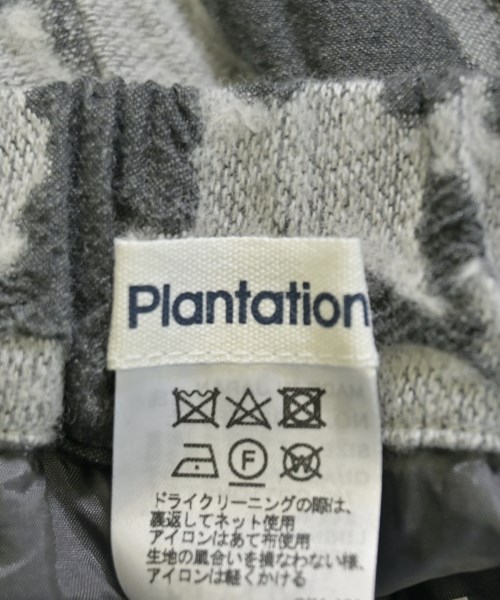 Plantation
F
W
ドライクリーニングの際は、
裏返してネット使用
アイロンはあて布使用
生地の風合いを損なわない様、
アイロンは軽くかける